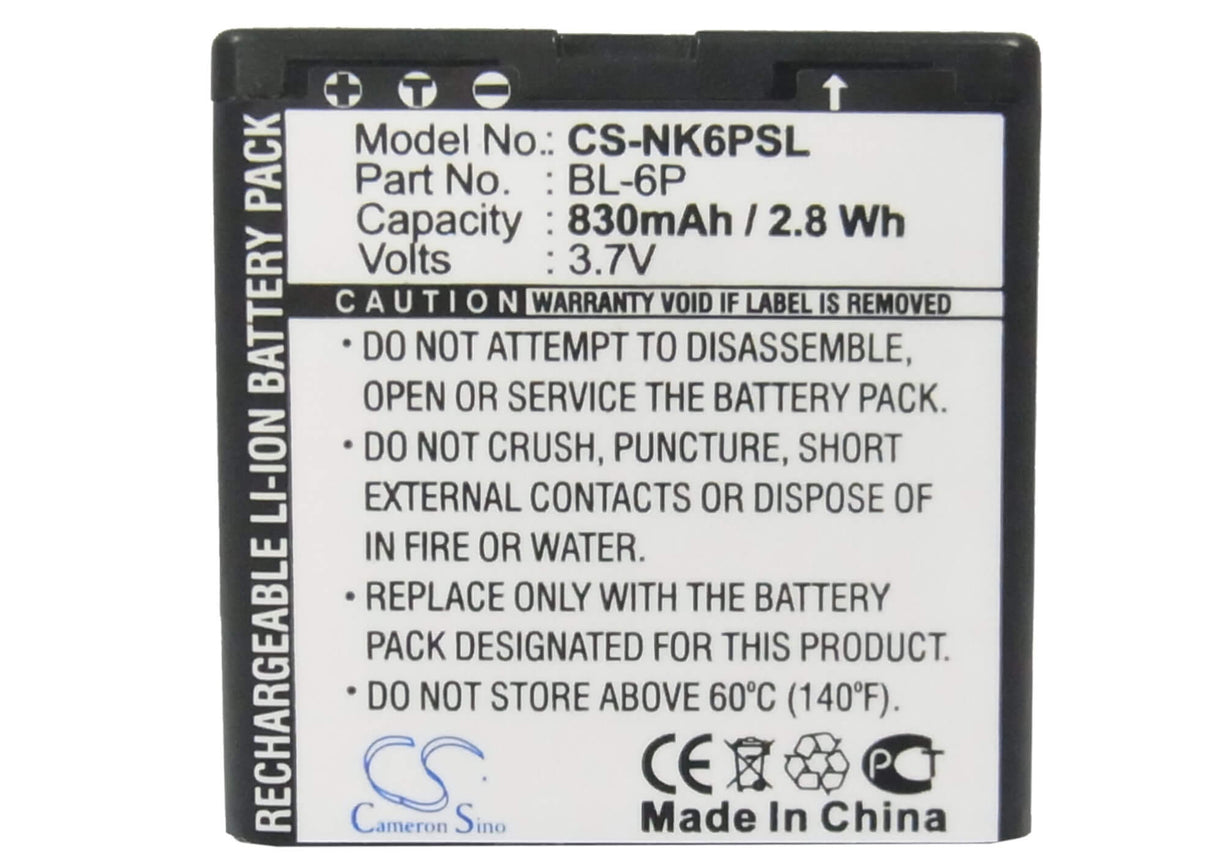 + T −
Model No.: CS-NK6PSL
Part No. : BL-6P
Capacity : 830mAh / 2.8 Wh
Volts : 3.7V
CAUTION WARRANTY VOID IF LABEL IS REMOVED
• DO NOT ATTEMPT TO DISASSEMBLE,
OPEN OR SERVICE THE BATTERY PACK.
• DO NOT CRUSH, PUNCTURE, SHORT
EXTERNAL CONTACTS OR DISPOSE OF
IN FIRE OR WATER.
• REPLACE ONLY WITH THE BATTERY
PACK DESIGNATED FOR THIS PRODUCT.
• DO NOT STORE ABOVE 60ºC (140ºF).
RECHARGEABLE LI-ION BATTERY PACK
CS
Cameron Sino
CE PCT
Made In China